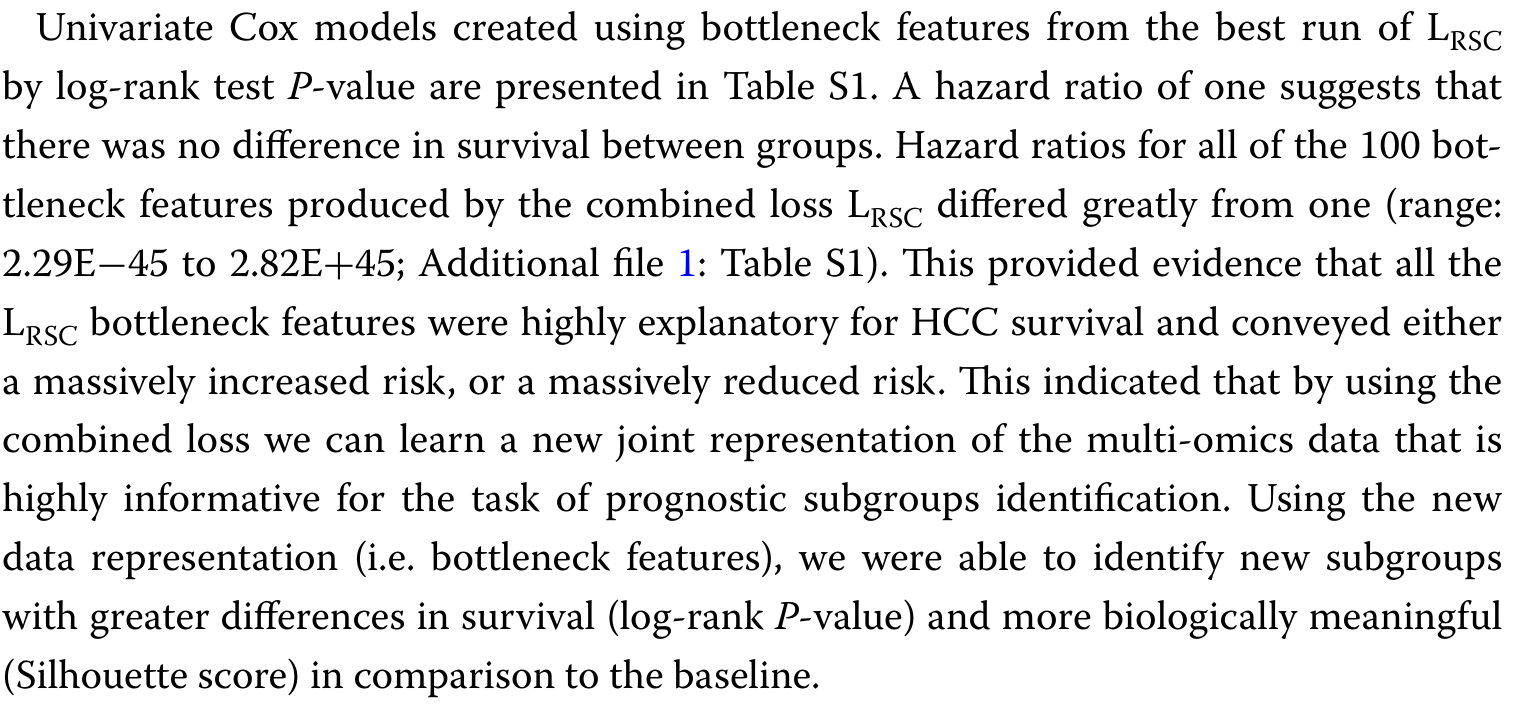 Univariate Cox models created using bottleneck features from the best run of LRSC
by log-rank test P-value are presented in Table S1. A hazard ratio of one suggests that
there was no difference in survival between groups. Hazard ratios for all of the 100 bot-
tleneck features produced by the combined loss LRSC differed greatly from one (range:
2.29E−45 to 2.82E+45; Additional file 1: Table S1). This provided evidence that all the
LRSC bottleneck features were highly explanatory for HCC survival and conveyed either
a massively increased risk, or a massively reduced risk. This indicated that by using the
combined loss we can learn a new joint representation of the multi-omics data that is
highly informative for the task of prognostic subgroups identification. Using the new
data representation (i.e. bottleneck features), we were able to identify new subgroups
with greater differences in survival (log-rank P-value) and more biologically meaningful
(Silhouette score) in comparison to the baseline.